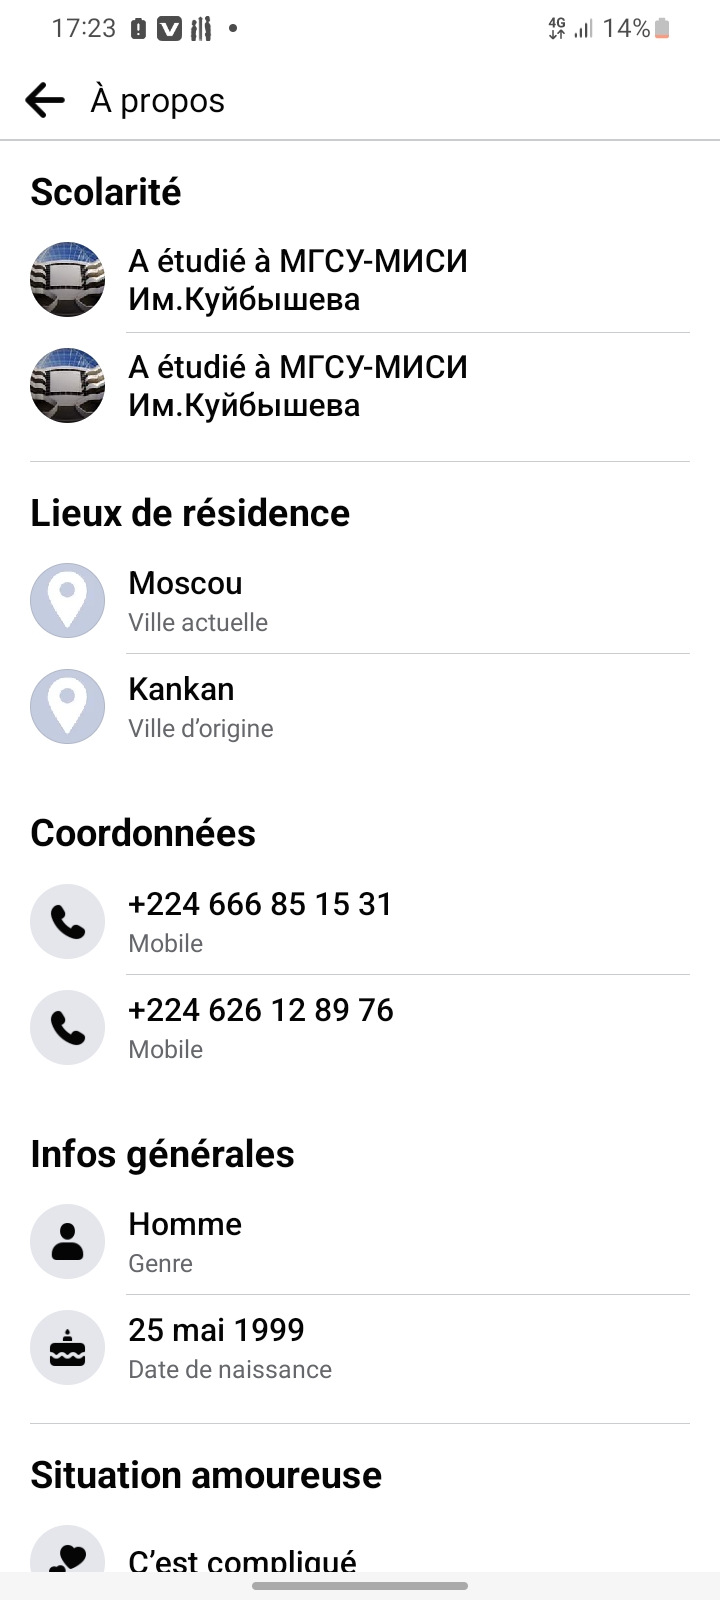 17:23
4G
14%
À propos
Scolarité
A étudié à МГСУ-МИСИ
Им.Куйбышева
A étudié à МГСУ-МИСИ
Им.Куйбышева
Lieux de résidence
Moscou
Ville actuelle
Kankan
Ville d’origine
Coordonnées
+224 666 85 15 31
Mobile
+224 626 12 89 76
Mobile
Infos générales
Homme
Genre
25 mai 1999
Date de naissance
Situation amoureuse
C’est compliqué